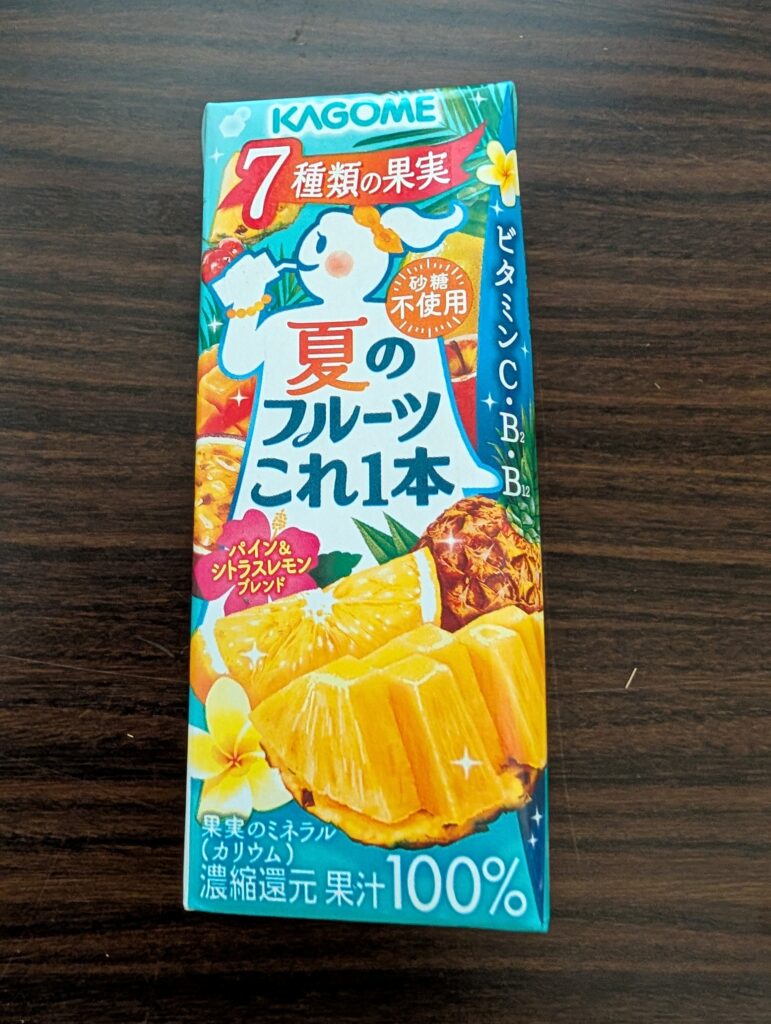 KAGOME
7種類の果実
砂糖
不使用
夏の
フルーツ
これ1本
ビタミンC・B2・B12
パイン&
シトラスレモン
ブレンド
果実のミネラル
(カリウム)
濃縮還元 果汁100%